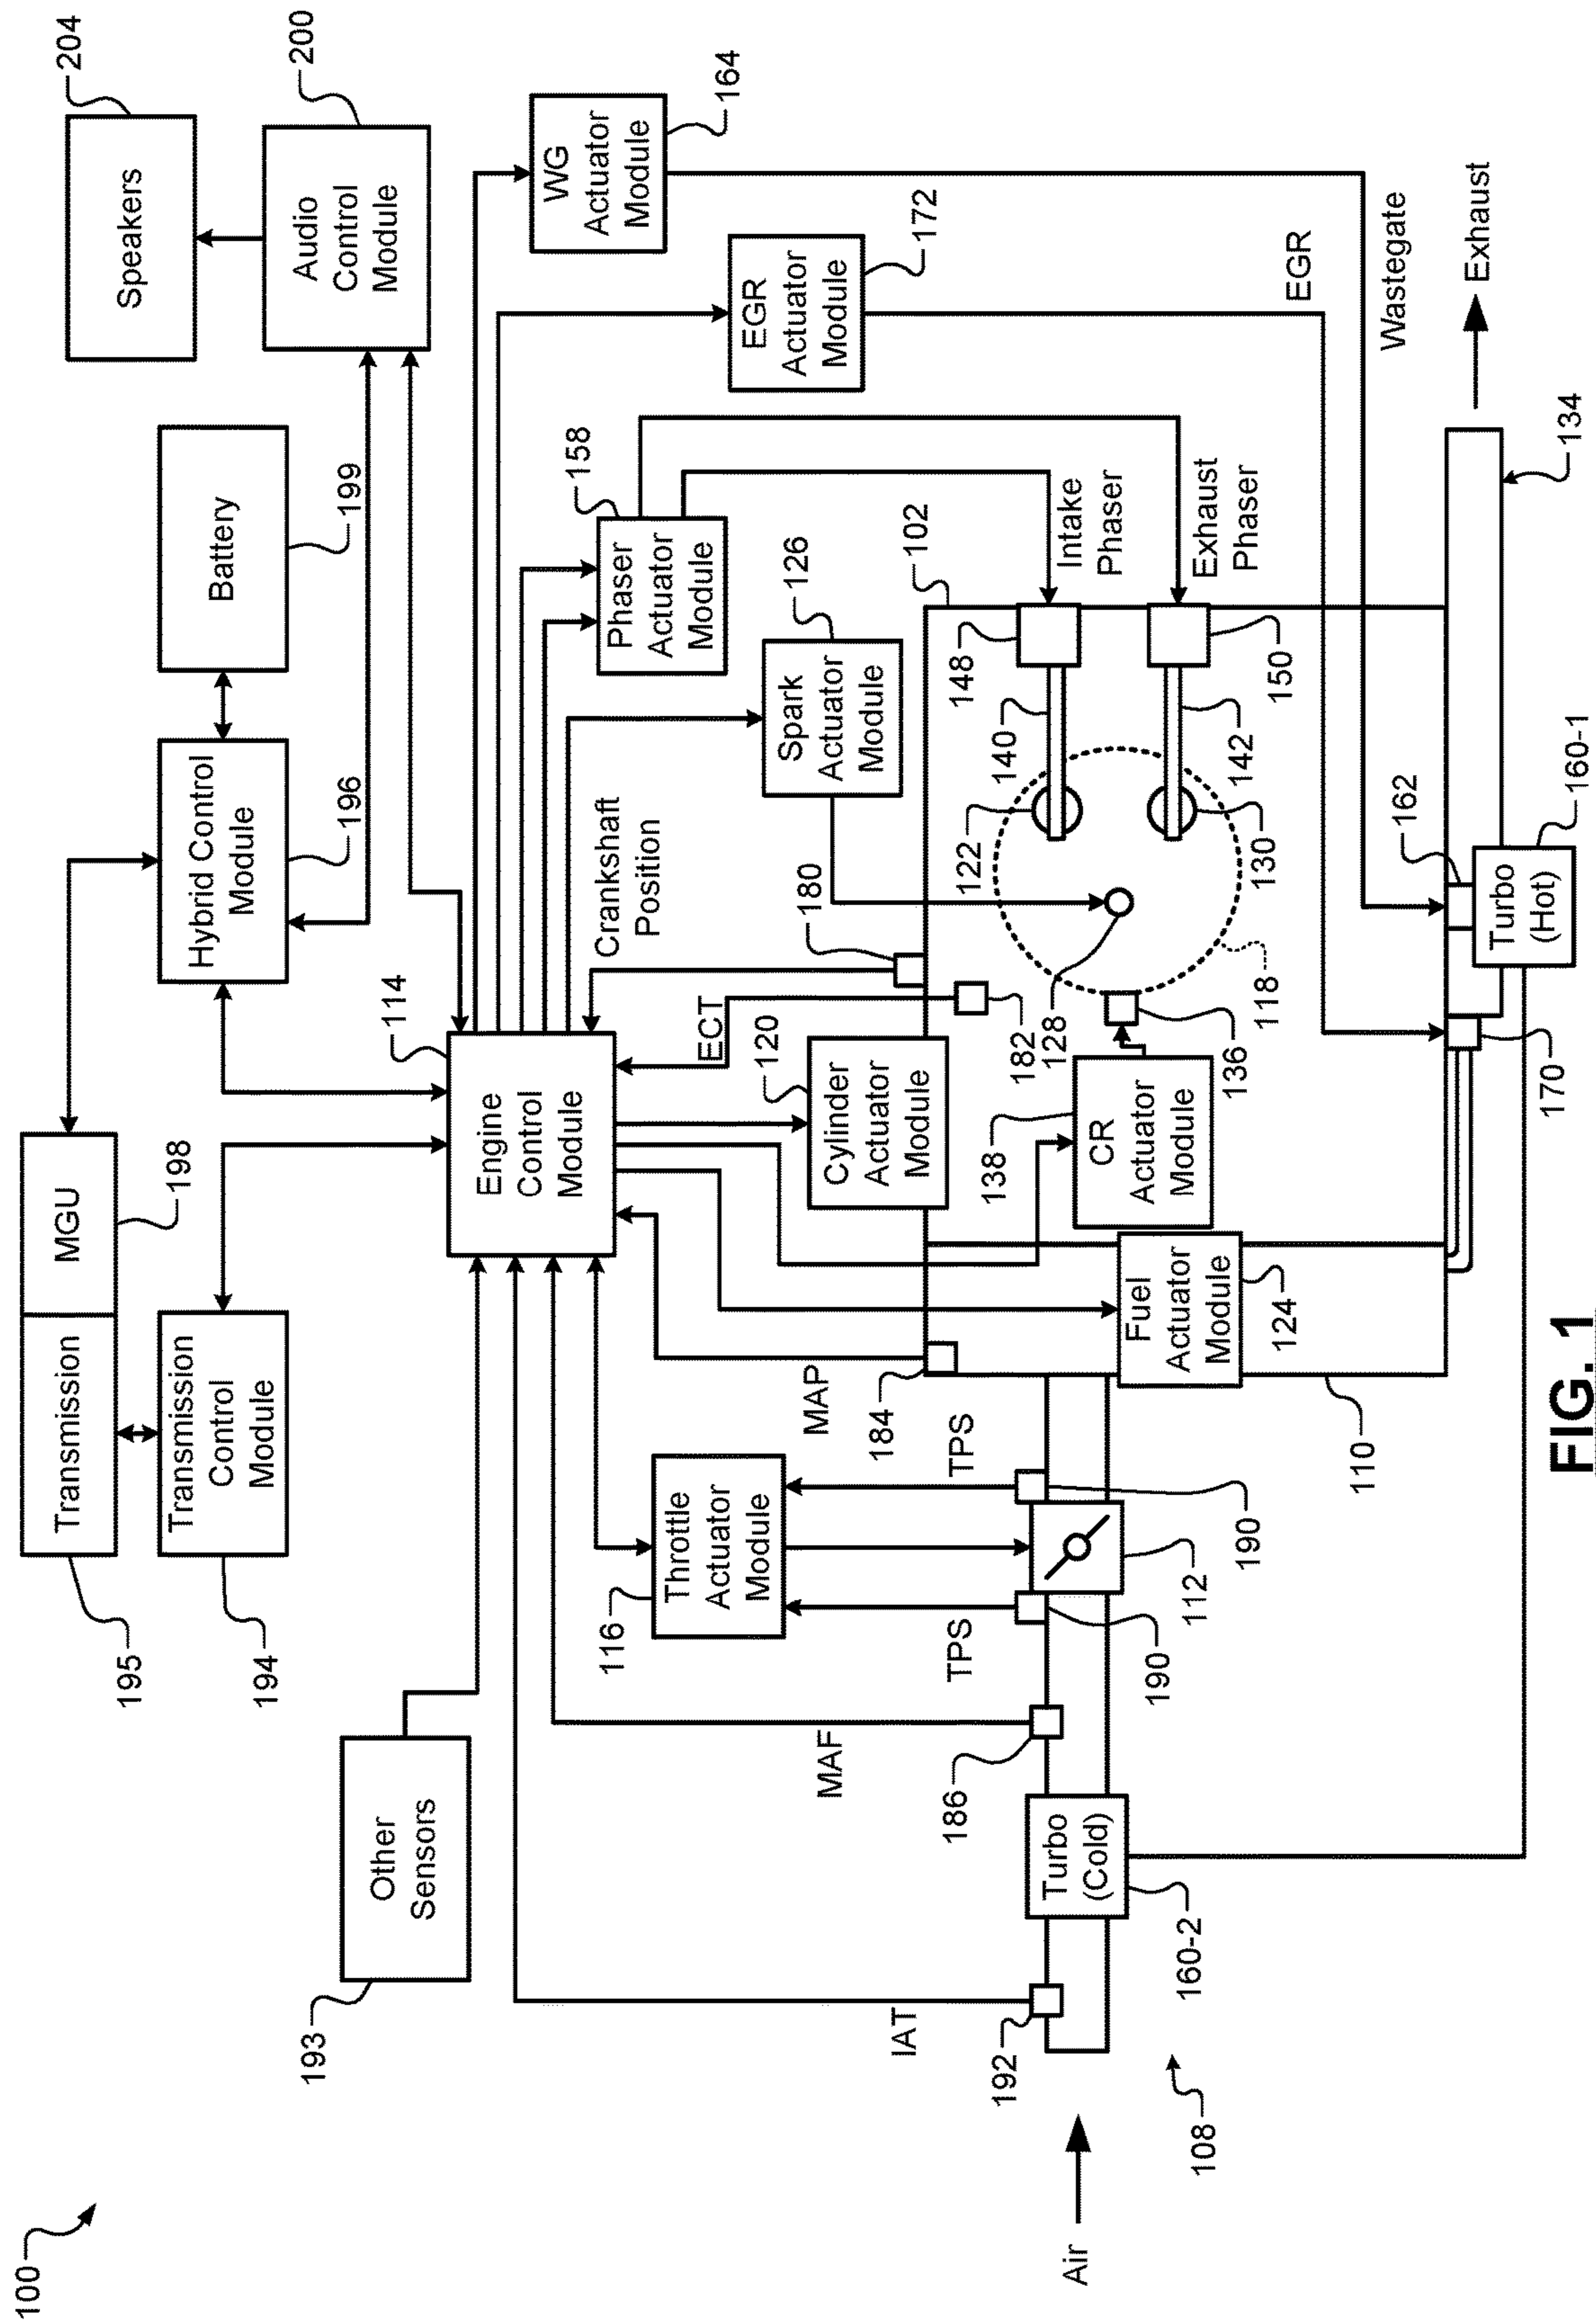 100
Transmission
MGU
195
198
Transmission
Control
Module
194
Hybrid Control
Module
196
Battery
199
Speakers
204
Audio
Control
Module
200
Other
Sensors
193
Engine
Control
Module
114
WG
Actuator
Module
164
EGR
Actuator
Module
172
Phaser
Actuator
Module
158
Spark
Actuator
Module
126
Throttle
Actuator
Module
116
Cylinder
Actuator
Module
120
CR
Actuator
Module
138
Fuel
Actuator
Module
124
IAT
MAF
TPS
TPS
MAP
ECT
Crankshaft
Position
192
186
190
190
184
182
180
Turbo
(Cold)
160-2
112
110
108
Air
128
136
118
122
130
140
142
148
150
102
Intake
Phaser
Exhaust
Phaser
EGR
Wastegate
Exhaust
134
162
Turbo
(Hot)
160-1
170
FIG. 1